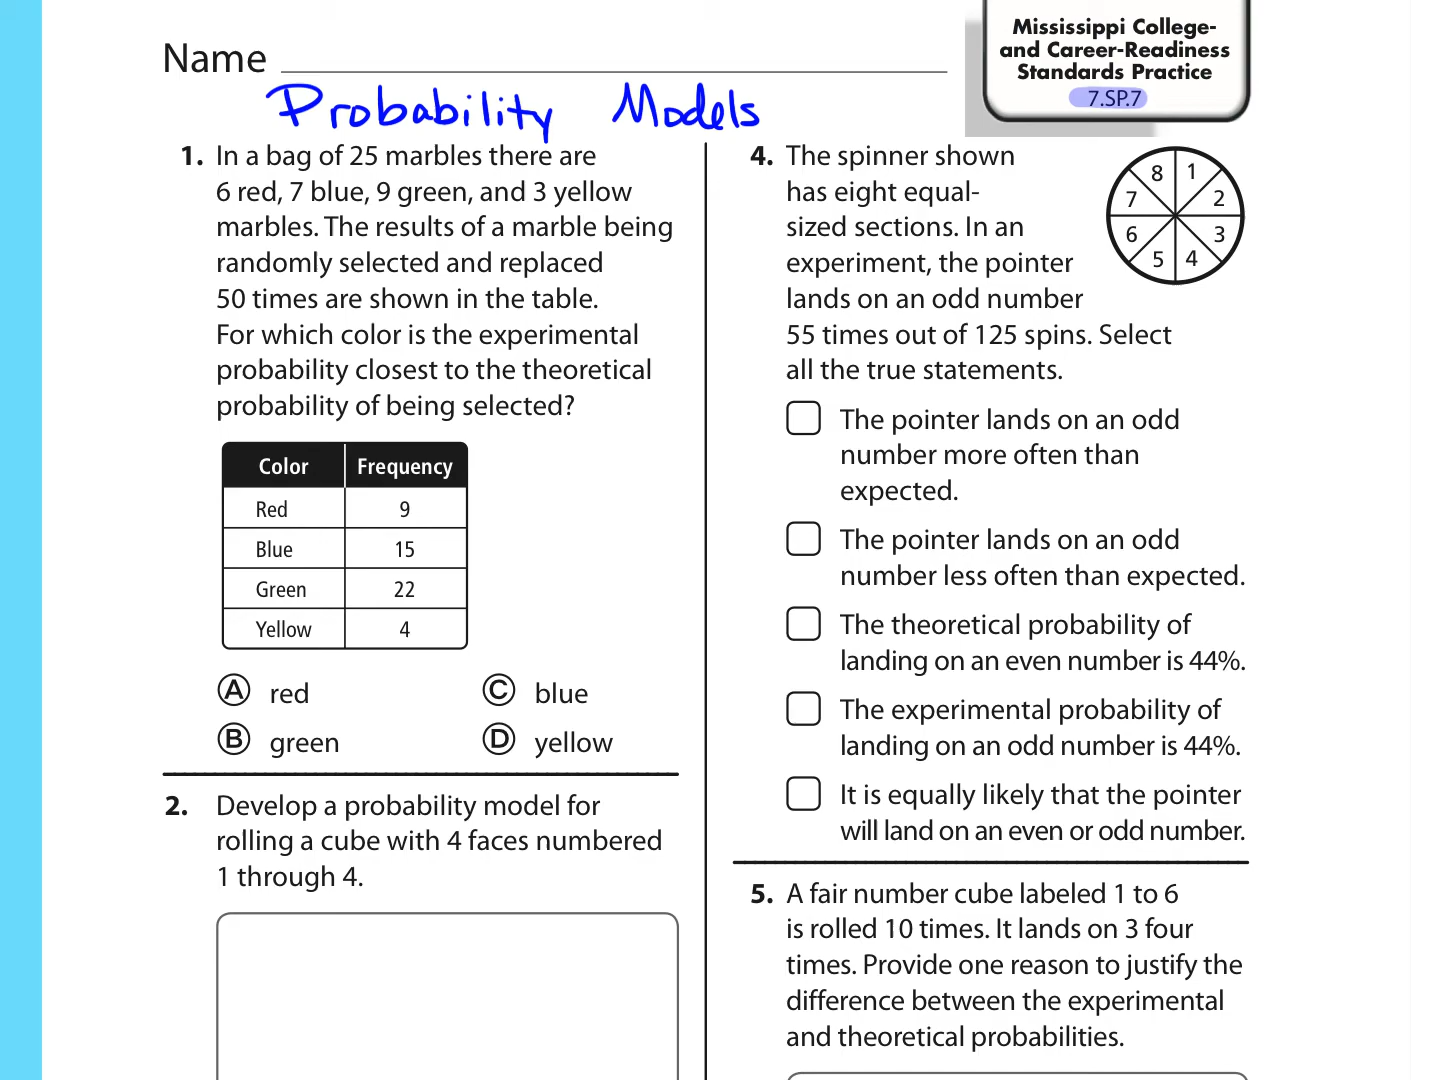 Name
Mississippi College-
and Career-Readiness
Standards Practice
7.SP.7
Probability Models
1. In a bag of 25 marbles there are
6 red, 7 blue, 9 green, and 3 yellow
marbles. The results of a marble being
randomly selected and replaced
50 times are shown in the table.
For which color is the experimental
probability closest to the theoretical
probability of being selected?
Color Frequency
Red 9
Blue 15
Green 22
Yellow 4
A red C blue
B green D yellow
2. Develop a probability model for
rolling a cube with 4 faces numbered
1 through 4.
4. The spinner shown
has eight equal-
sized sections. In an
experiment, the pointer
lands on an odd number
55 times out of 125 spins. Select
all the true statements.
8 1
7 2
6 3
5 4
The pointer lands on an odd
number more often than
expected.
The pointer lands on an odd
number less often than expected.
The theoretical probability of
landing on an even number is 44%.
The experimental probability of
landing on an odd number is 44%.
It is equally likely that the pointer
will land on an even or odd number.
5. A fair number cube labeled 1 to 6
is rolled 10 times. It lands on 3 four
times. Provide one reason to justify the
difference between the experimental
and theoretical probabilities.